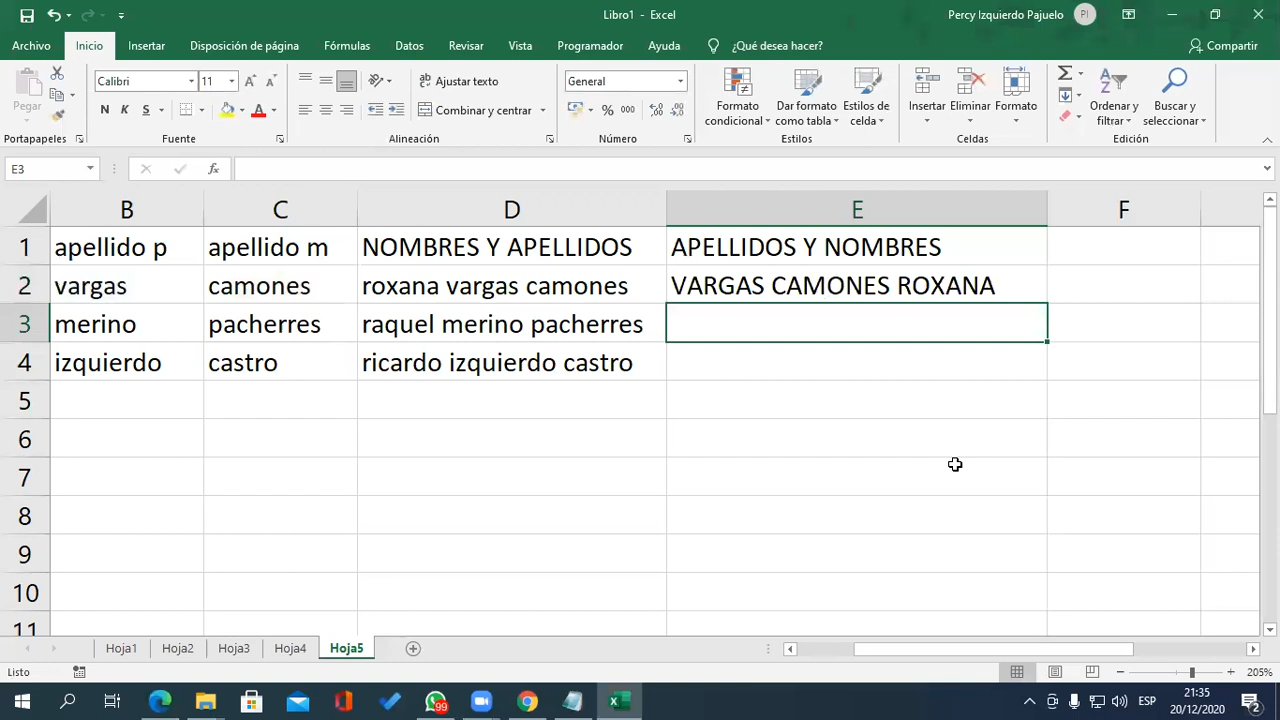 Libro1 - Excel
Percy Izquierdo Pajuelo
PI
Archivo Inicio Insertar Disposición de página Fórmulas Datos Revisar Vista Programador Ayuda ¿Qué desea hacer? Compartir
Pegar
Calibri 11
N K S
Ajustar texto
Combinar y centrar
General
% 000
Formato condicional
Dar formato como tabla
Estilos de celda
Insertar
Eliminar
Formato
Ordenar y filtrar
Buscar y seleccionar
Portapapeles Fuente Alineación Número Estilos Celdas Edición
E3 fx
B C D E F
1 apellido p apellido m NOMBRES Y APELLIDOS APELLIDOS Y NOMBRES
2 vargas camones roxana vargas camones VARGAS CAMONES ROXANA
3 merino pacherres raquel merino pacherres
4 izquierdo castro ricardo izquierdo castro
5
6
7
8
9
10
11
Hoja1 Hoja2 Hoja3 Hoja4 Hoja5
Listo 205%
99
ESP
21:35
20/12/2020
2